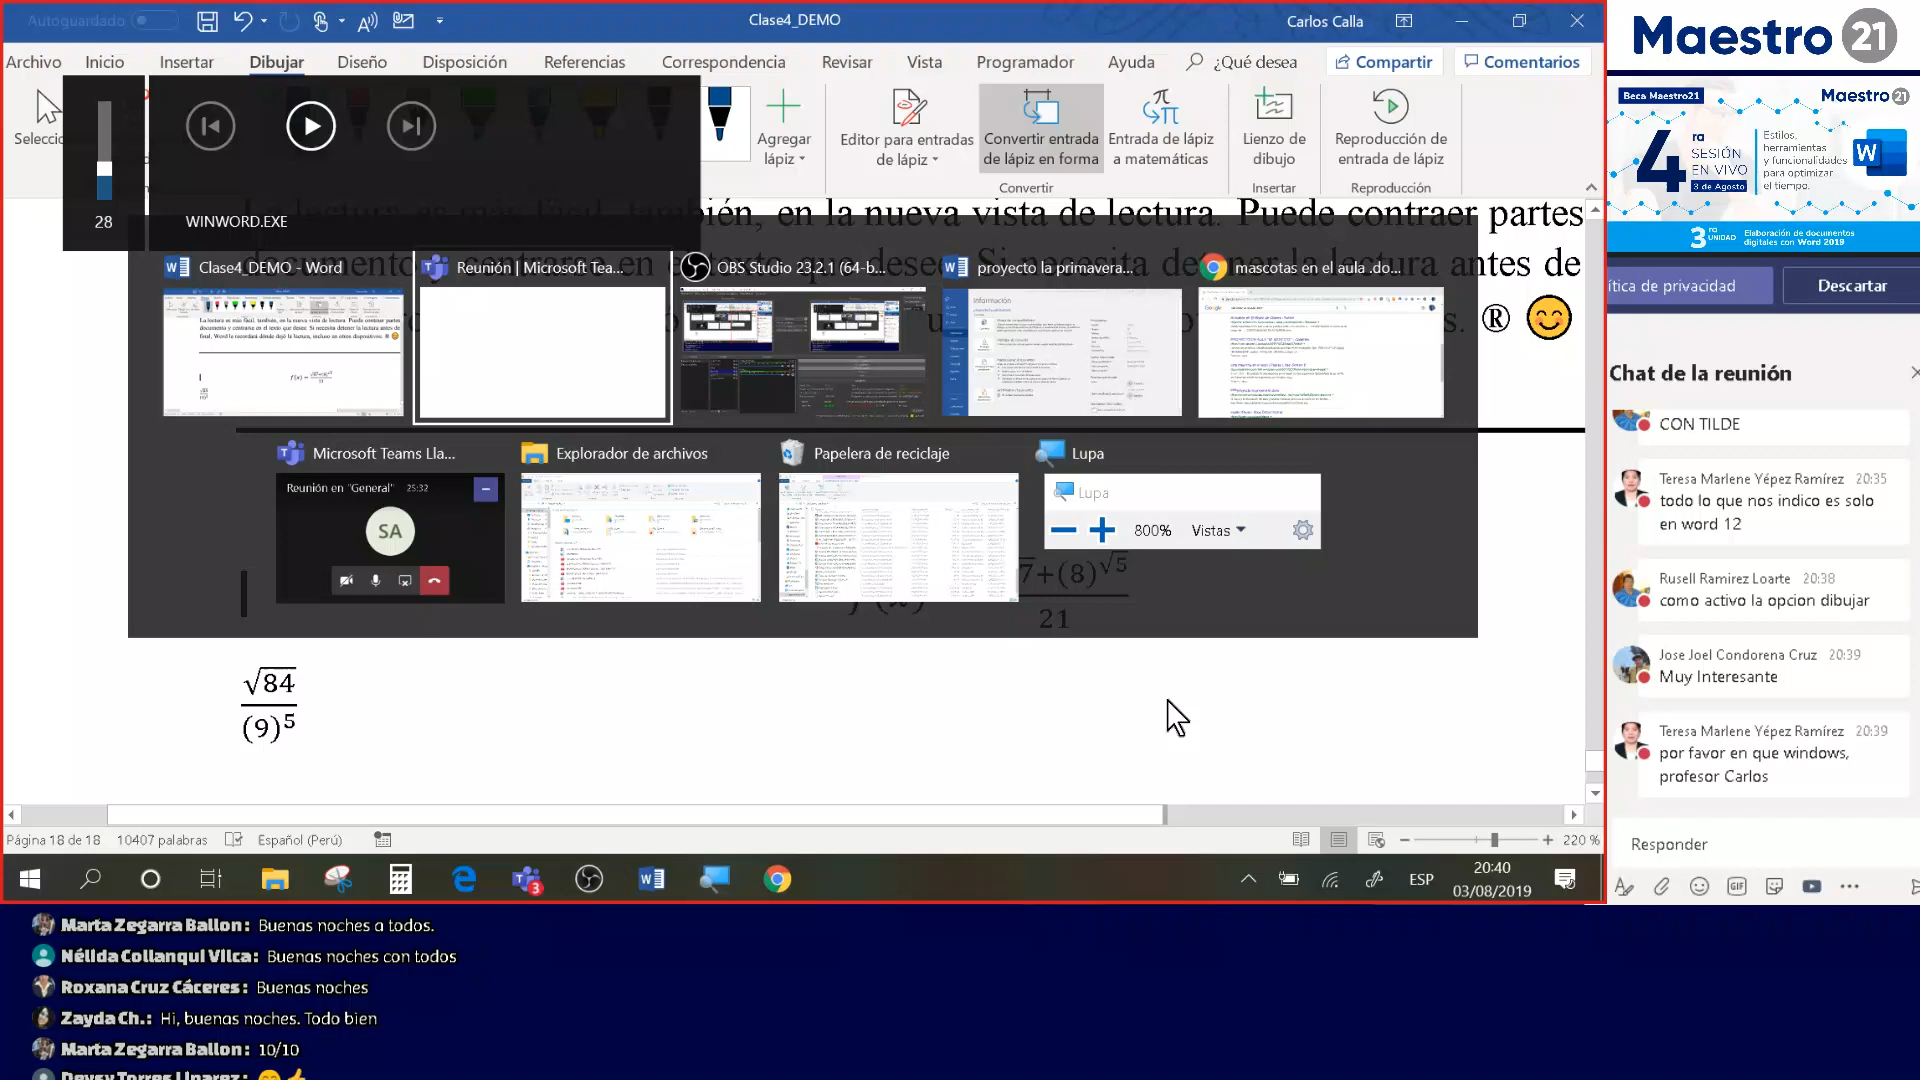 Autoguardado
Clase4_DEMO
Carlos Calla
Archivo Inicio Insertar Dibujar Diseño Disposición Referencias Correspondencia Revisar Vista Programador Ayuda ¿Qué desea Compartir Comentarios
Agregar lápiz
Editor para entradas de lápiz
Convertir entrada de lápiz en forma
Entrada de lápiz a matemáticas
Lienzo de dibujo
Reproducción de entrada de lápiz
Convertir
Insertar
Reproducción
28
WINWORD.EXE
en la nueva vista de lectura. Puede contraer partes
Clase4_DEMO - Word
Reunión | Microsoft Tea...
OBS Studio 23.2.1 (64-b...
proyecto la primavera...
mascotas en el aula .do...
®
Información
Microsoft Teams Lla...
Explorador de archivos
Papelera de reciclaje
Lupa
Reunión en "General" 25:32
SA
Lupa
800% Vistas
7+(8)^√5
21
√84
(9)⁵
Página 18 de 18 10407 palabras Español (Perú)
220 %
3
ESP
20:40
03/08/2019
Maestro 21
Beca Maestro21
Maestro 21
4 ra
SESIÓN
EN VIVO
3 de Agosto
Estilos,
herramientas
y funcionalidades
para optimizar
el tiempo.
W
3 ra UNIDAD
Elaboración de documentos
digitales con Word 2019
ítica de privacidad
Descartar
Chat de la reunión
CON TILDE
Teresa Marlene Yépez Ramírez 20:35
todo lo que nos indico es solo
en word 12
Rusell Ramirez Loarte 20:38
como activo la opcion dibujar
Jose Joel Condorena Cruz 20:39
Muy Interesante
Teresa Marlene Yépez Ramírez 20:39
por favor en que windows,
profesor Carlos
Responder
GIF
Marta Zegarra Ballon: Buenas noches a todos.
Nélida Collanqui Vilca: Buenas noches con todos
Roxana Cruz Cáceres: Buenas noches
Zayda Ch.: Hi, buenas noches. Todo bien
Marta Zegarra Ballon: 10/10
Deysy Torres Linarez: